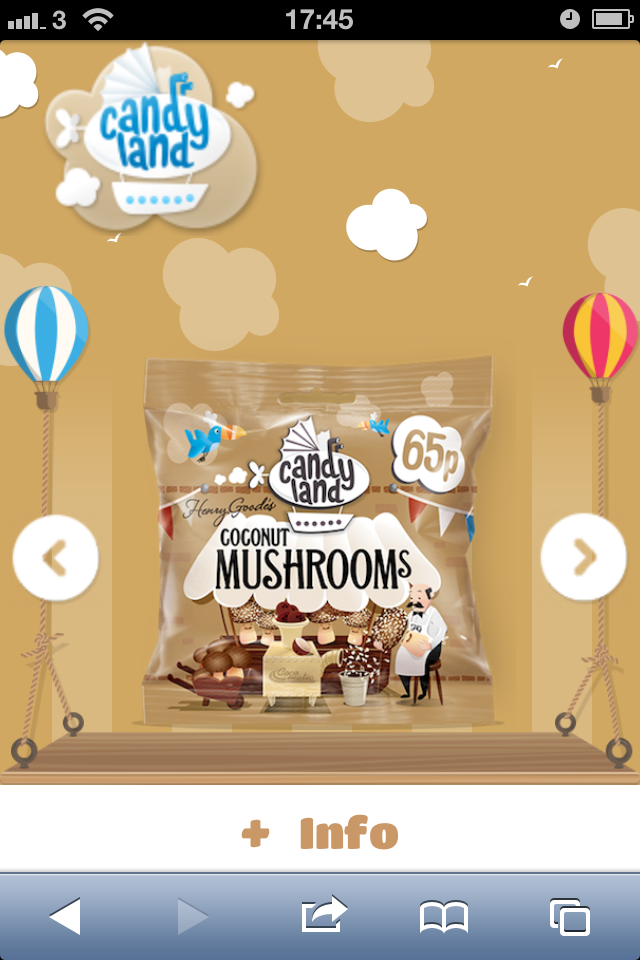 3 17:45
candy
land
65p
candy
land
Henry Goode's
COCONUT
MUSHROOMs
+ Info